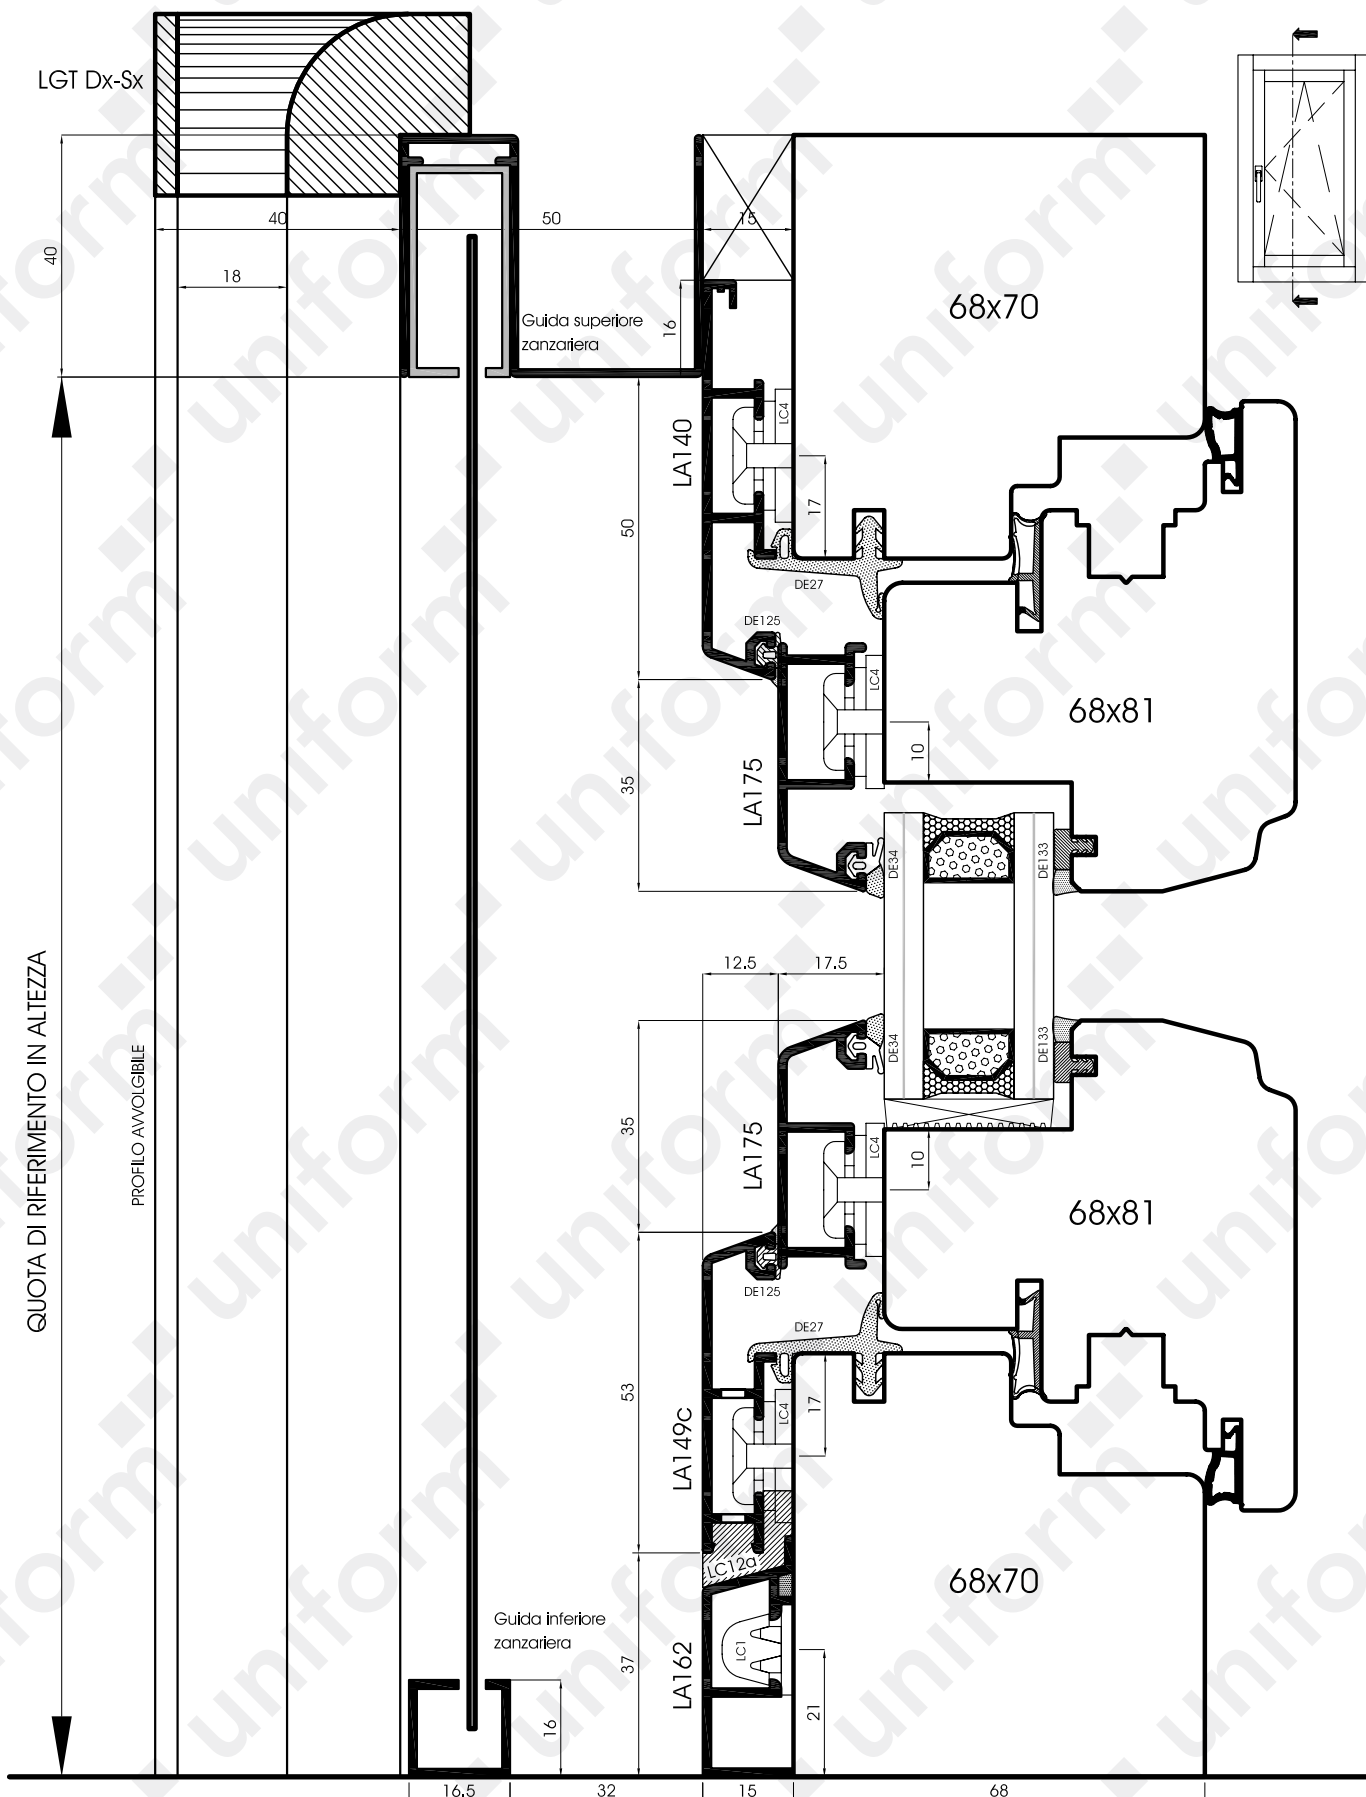 LGT Dx-Sx
40
40
50
15
18
Guida superiore
zanzariera
16
68x70
LA140
LC4
17
50
DE27
DE125
LC4
68x81
10
LA175
35
DE34
DE133
12.5
17.5
QUOTA DI RIFERIMENTO IN ALTEZZA
PROFILO AVVOLGIBILE
DE34
DE133
35
LA175
LC4
10
68x81
DE125
DE27
53
LA149c
LC4
17
LC12a
68x70
Guida inferiore
zanzariera
37
LA162
LC1
21
16
16.5
32
15
68
uniform